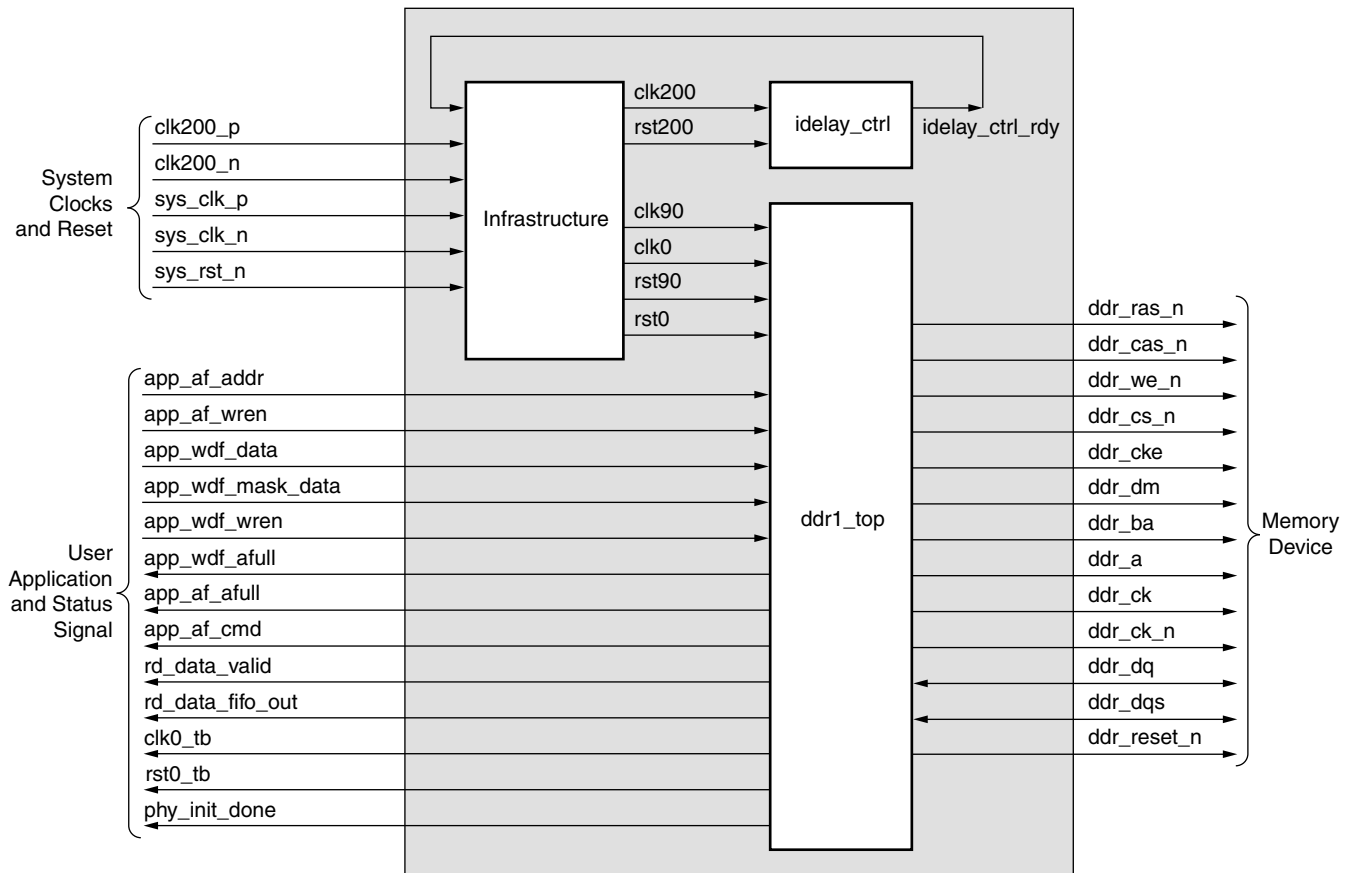 System
Clocks
and Reset
clk200_p
clk200_n
sys_clk_p
sys_clk_n
sys_rst_n
Infrastructure
clk200
rst200
idelay_ctrl
idelay_ctrl_rdy
clk90
clk0
rst90
rst0
User
Application
and Status
Signal
app_af_addr
app_af_wren
app_wdf_data
app_wdf_mask_data
app_wdf_wren
app_wdf_afull
app_af_afull
app_af_cmd
rd_data_valid
rd_data_fifo_out
clk0_tb
rst0_tb
phy_init_done
ddr1_top
ddr_ras_n
ddr_cas_n
ddr_we_n
ddr_cs_n
ddr_cke
ddr_dm
ddr_ba
ddr_a
ddr_ck
ddr_ck_n
ddr_dq
ddr_dqs
ddr_reset_n
Memory
Device